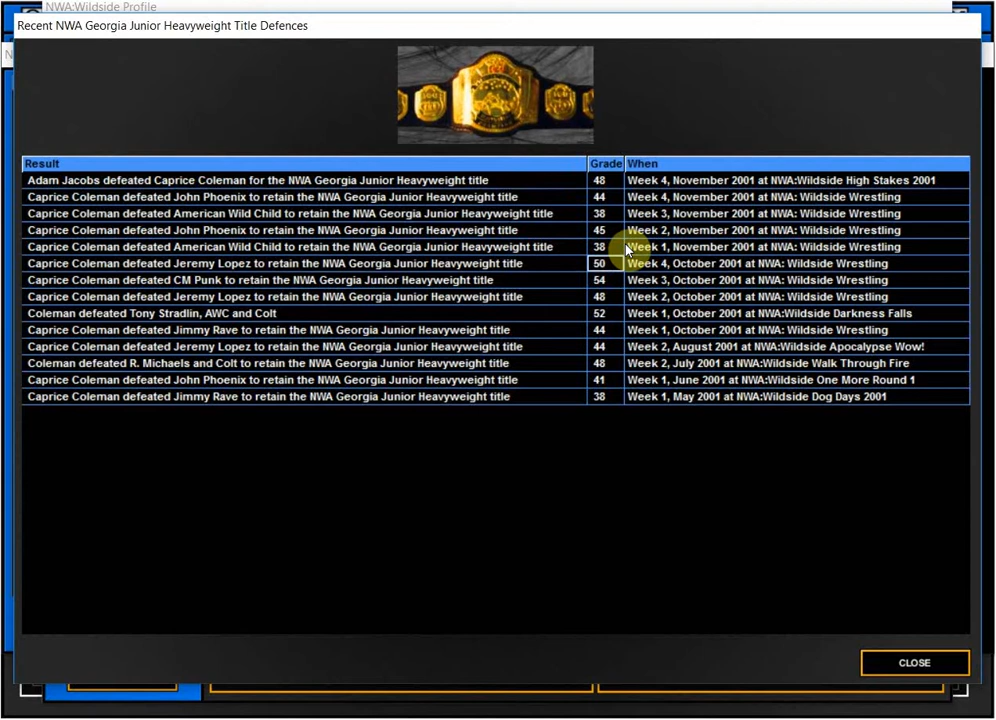 NWA:Wildside Profile
Recent NWA Georgia Junior Heavyweight Title Defences
Result Grade When
Adam Jacobs defeated Caprice Coleman for the NWA Georgia Junior Heavyweight title 48 Week 4, November 2001 at NWA:Wildside High Stakes 2001
Caprice Coleman defeated John Phoenix to retain the NWA Georgia Junior Heavyweight title 44 Week 4, November 2001 at NWA: Wildside Wrestling
Caprice Coleman defeated American Wild Child to retain the NWA Georgia Junior Heavyweight title 38 Week 3, November 2001 at NWA: Wildside Wrestling
Caprice Coleman defeated John Phoenix to retain the NWA Georgia Junior Heavyweight title 45 Week 2, November 2001 at NWA: Wildside Wrestling
Caprice Coleman defeated American Wild Child to retain the NWA Georgia Junior Heavyweight title 38 Week 1, November 2001 at NWA: Wildside Wrestling
Caprice Coleman defeated Jeremy Lopez to retain the NWA Georgia Junior Heavyweight title 50 Week 4, October 2001 at NWA: Wildside Wrestling
Caprice Coleman defeated CM Punk to retain the NWA Georgia Junior Heavyweight title 54 Week 3, October 2001 at NWA: Wildside Wrestling
Caprice Coleman defeated Jeremy Lopez to retain the NWA Georgia Junior Heavyweight title 48 Week 2, October 2001 at NWA: Wildside Wrestling
Coleman defeated Tony Stradlin, AWC and Colt 52 Week 1, October 2001 at NWA:Wildside Darkness Falls
Caprice Coleman defeated Jimmy Rave to retain the NWA Georgia Junior Heavyweight title 44 Week 1, October 2001 at NWA: Wildside Wrestling
Caprice Coleman defeated Jeremy Lopez to retain the NWA Georgia Junior Heavyweight title 44 Week 2, August 2001 at NWA:Wildside Apocalypse Wow!
Coleman defeated R. Michaels and Colt to retain the NWA Georgia Junior Heavyweight title 48 Week 2, July 2001 at NWA:Wildside Walk Through Fire
Caprice Coleman defeated John Phoenix to retain the NWA Georgia Junior Heavyweight title 41 Week 1, June 2001 at NWA:Wildside One More Round 1
Caprice Coleman defeated Jimmy Rave to retain the NWA Georgia Junior Heavyweight title 38 Week 1, May 2001 at NWA:Wildside Dog Days 2001
CLOSE